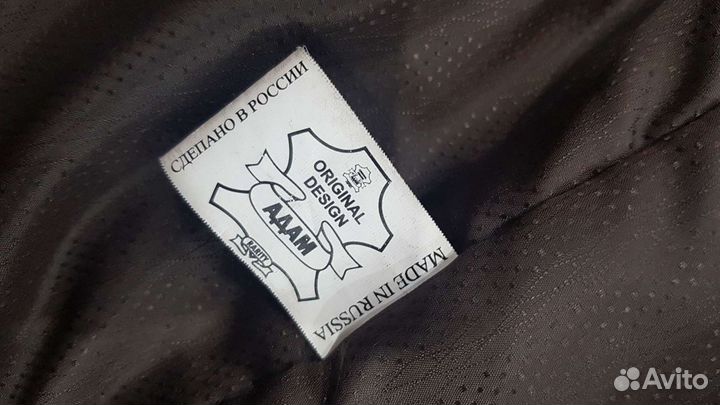 СДЕЛАНО В РОССИИ
ORIGINAL
DESIGN
АДАМ
MADE IN RUSSIA
Avito